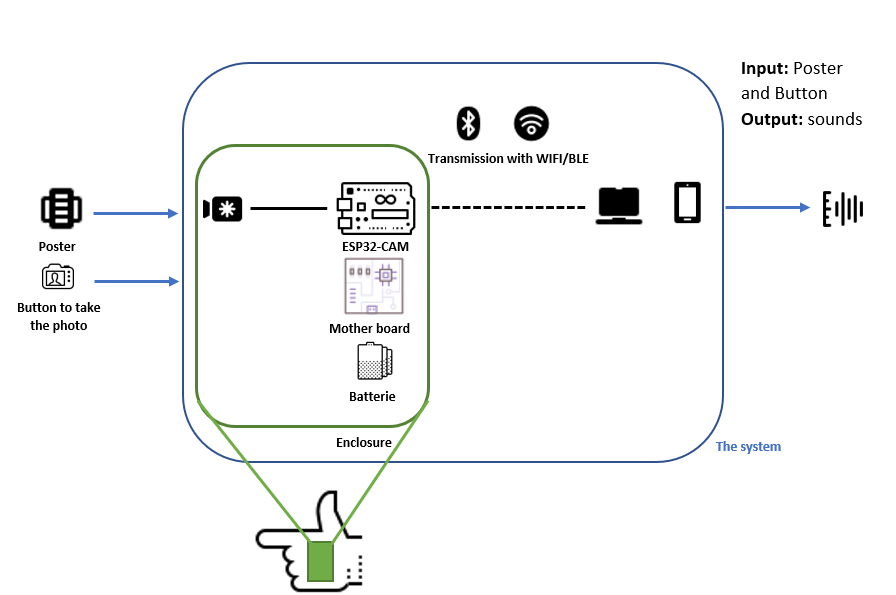 Input: Poster
and Button
Output: sounds
Transmission with WIFI/BLE
Poster
ESP32-CAM
Button to take
the photo
Mother board
Batterie
Enclosure
The system